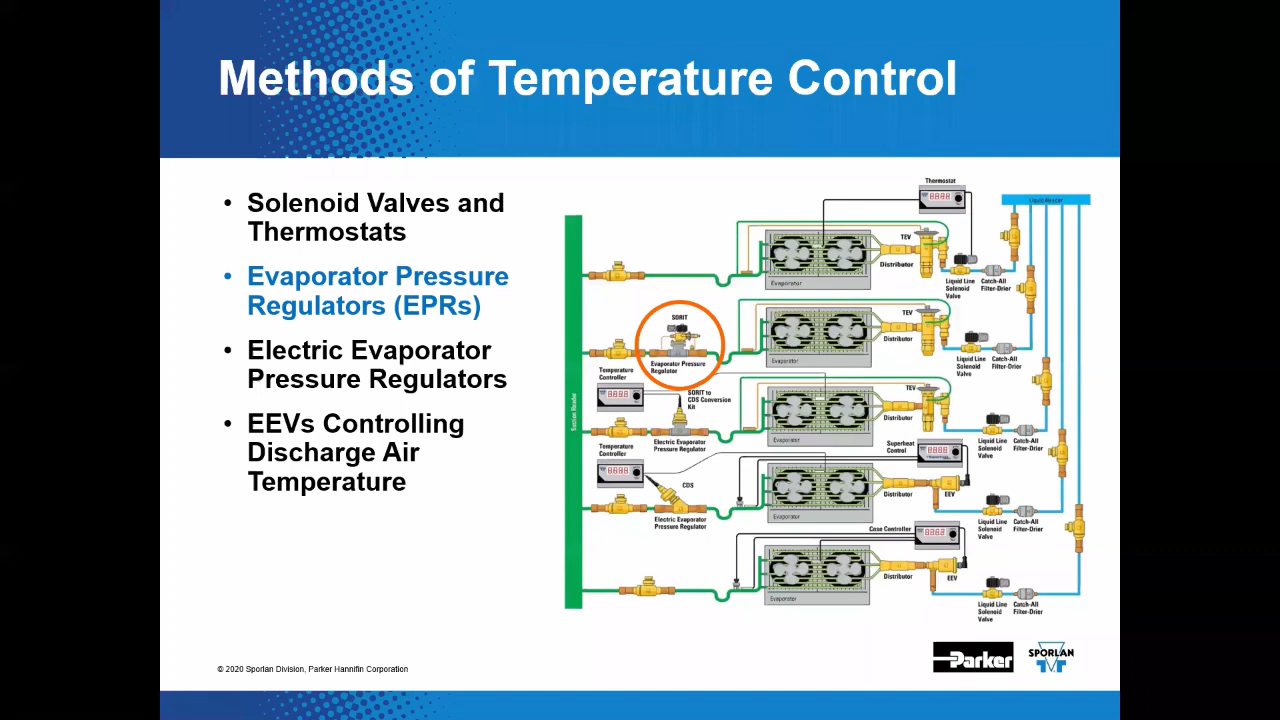 Methods of Temperature Control
• Solenoid Valves and
Thermostats
• Evaporator Pressure
Regulators (EPRs)
• Electric Evaporator
Pressure Regulators
• EEVs Controlling
Discharge Air
Temperature
Thermostat
Liquid Header
TEV
Distributor
Evaporator
Liquid Line
Solenoid
Valve
Catch-All
Filter-Drier
SORIT
TEV
Evaporator Pressure
Regulator
Distributor
Evaporator
Liquid Line
Solenoid
Valve
Catch-All
Filter-Drier
Temperature
Controller
SORIT to
CDS Conversion
Kit
TEV
Suction Header
Distributor
Electric Evaporator
Pressure Regulator
Evaporator
Liquid Line
Solenoid
Valve
Catch-All
Filter-Drier
Temperature
Controller
Superheat
Control
CDS
Distributor
EEV
Electric Evaporator
Pressure Regulator
Evaporator
Liquid Line
Solenoid
Valve
Catch-All
Filter-Drier
Case Controller
Distributor
EEV
Evaporator
Liquid Line
Solenoid
Valve
Catch-All
Filter-Drier
© 2020 Sporlan Division, Parker Hannifin Corporation
Parker
SPORLAN